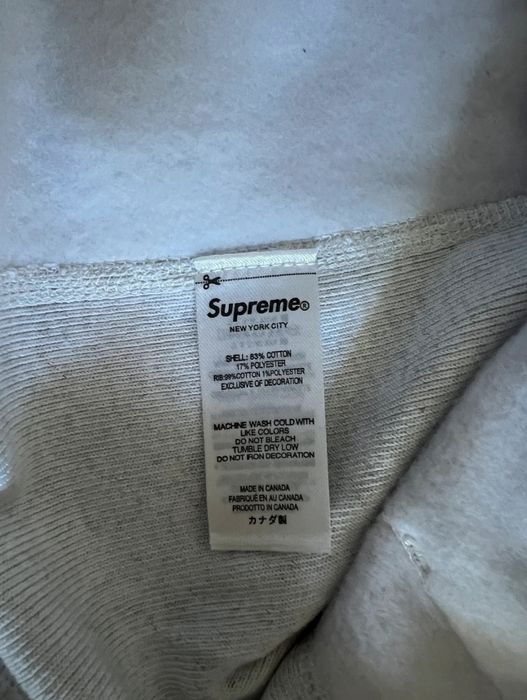 Supreme®
NEW YORK CITY
SHELL: 83% COTTON
17% POLYESTER
RIB:99%COTTON 1%POLYESTER
EXCLUSIVE OF DECORATION
MACHINE WASH COLD WITH
LIKE COLORS
DO NOT BLEACH
TUMBLE DRY LOW
DO NOT IRON DECORATION
MADE IN CANADA
FABRIQUÉ EN AU CANADA
PRODOTTO IN CANADA
カナダ製